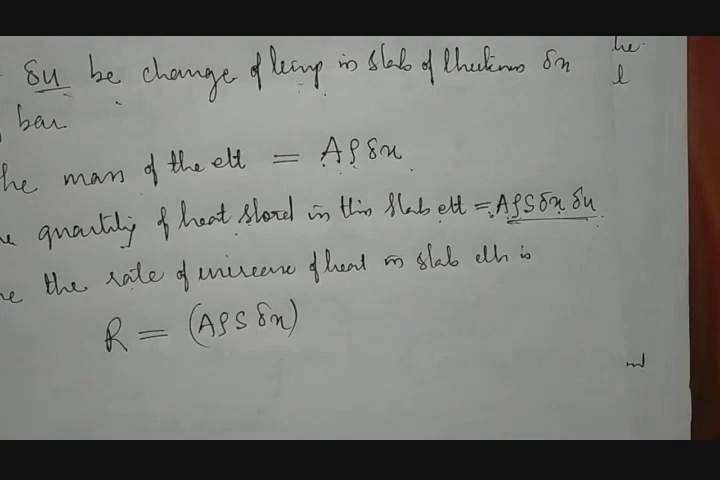 δu be change of temp in slab of thickness δx
bar
he mass of the elt = Aρδx
quantity of heat stored in this slab elt = AρSδx δu
the rate of increase of heat in slab elt is
R = (AρS δx)